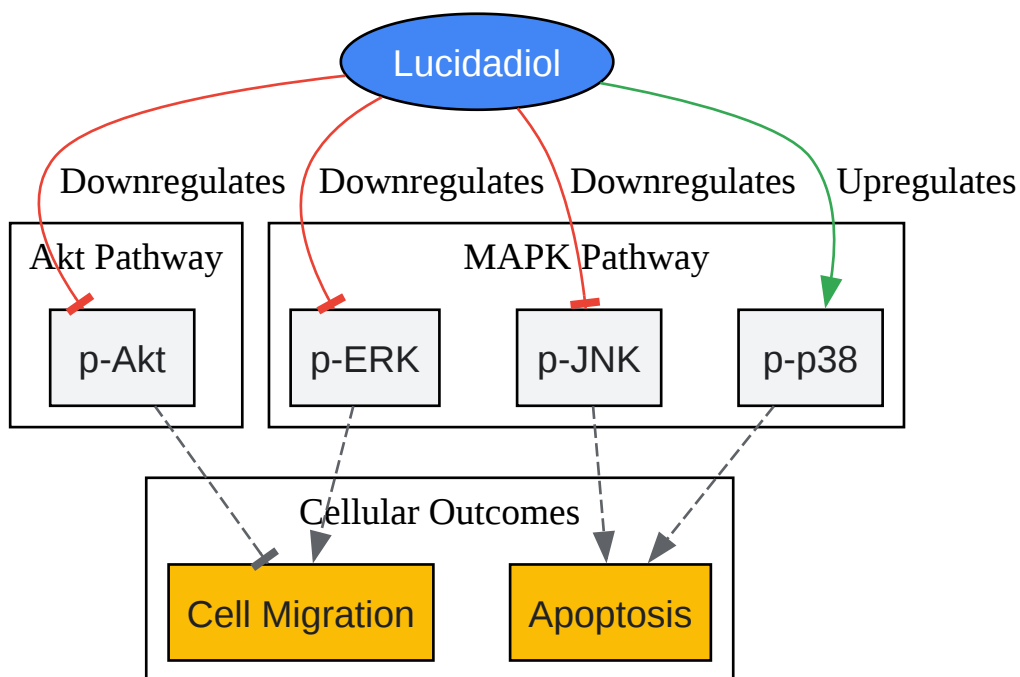 Lucidadiol
Downregulates Downregulates Downregulates Upregulates
Akt Pathway MAPK Pathway
p-Akt p-ERK p-JNK p-p38
Cellular Outcomes
Cell Migration Apoptosis